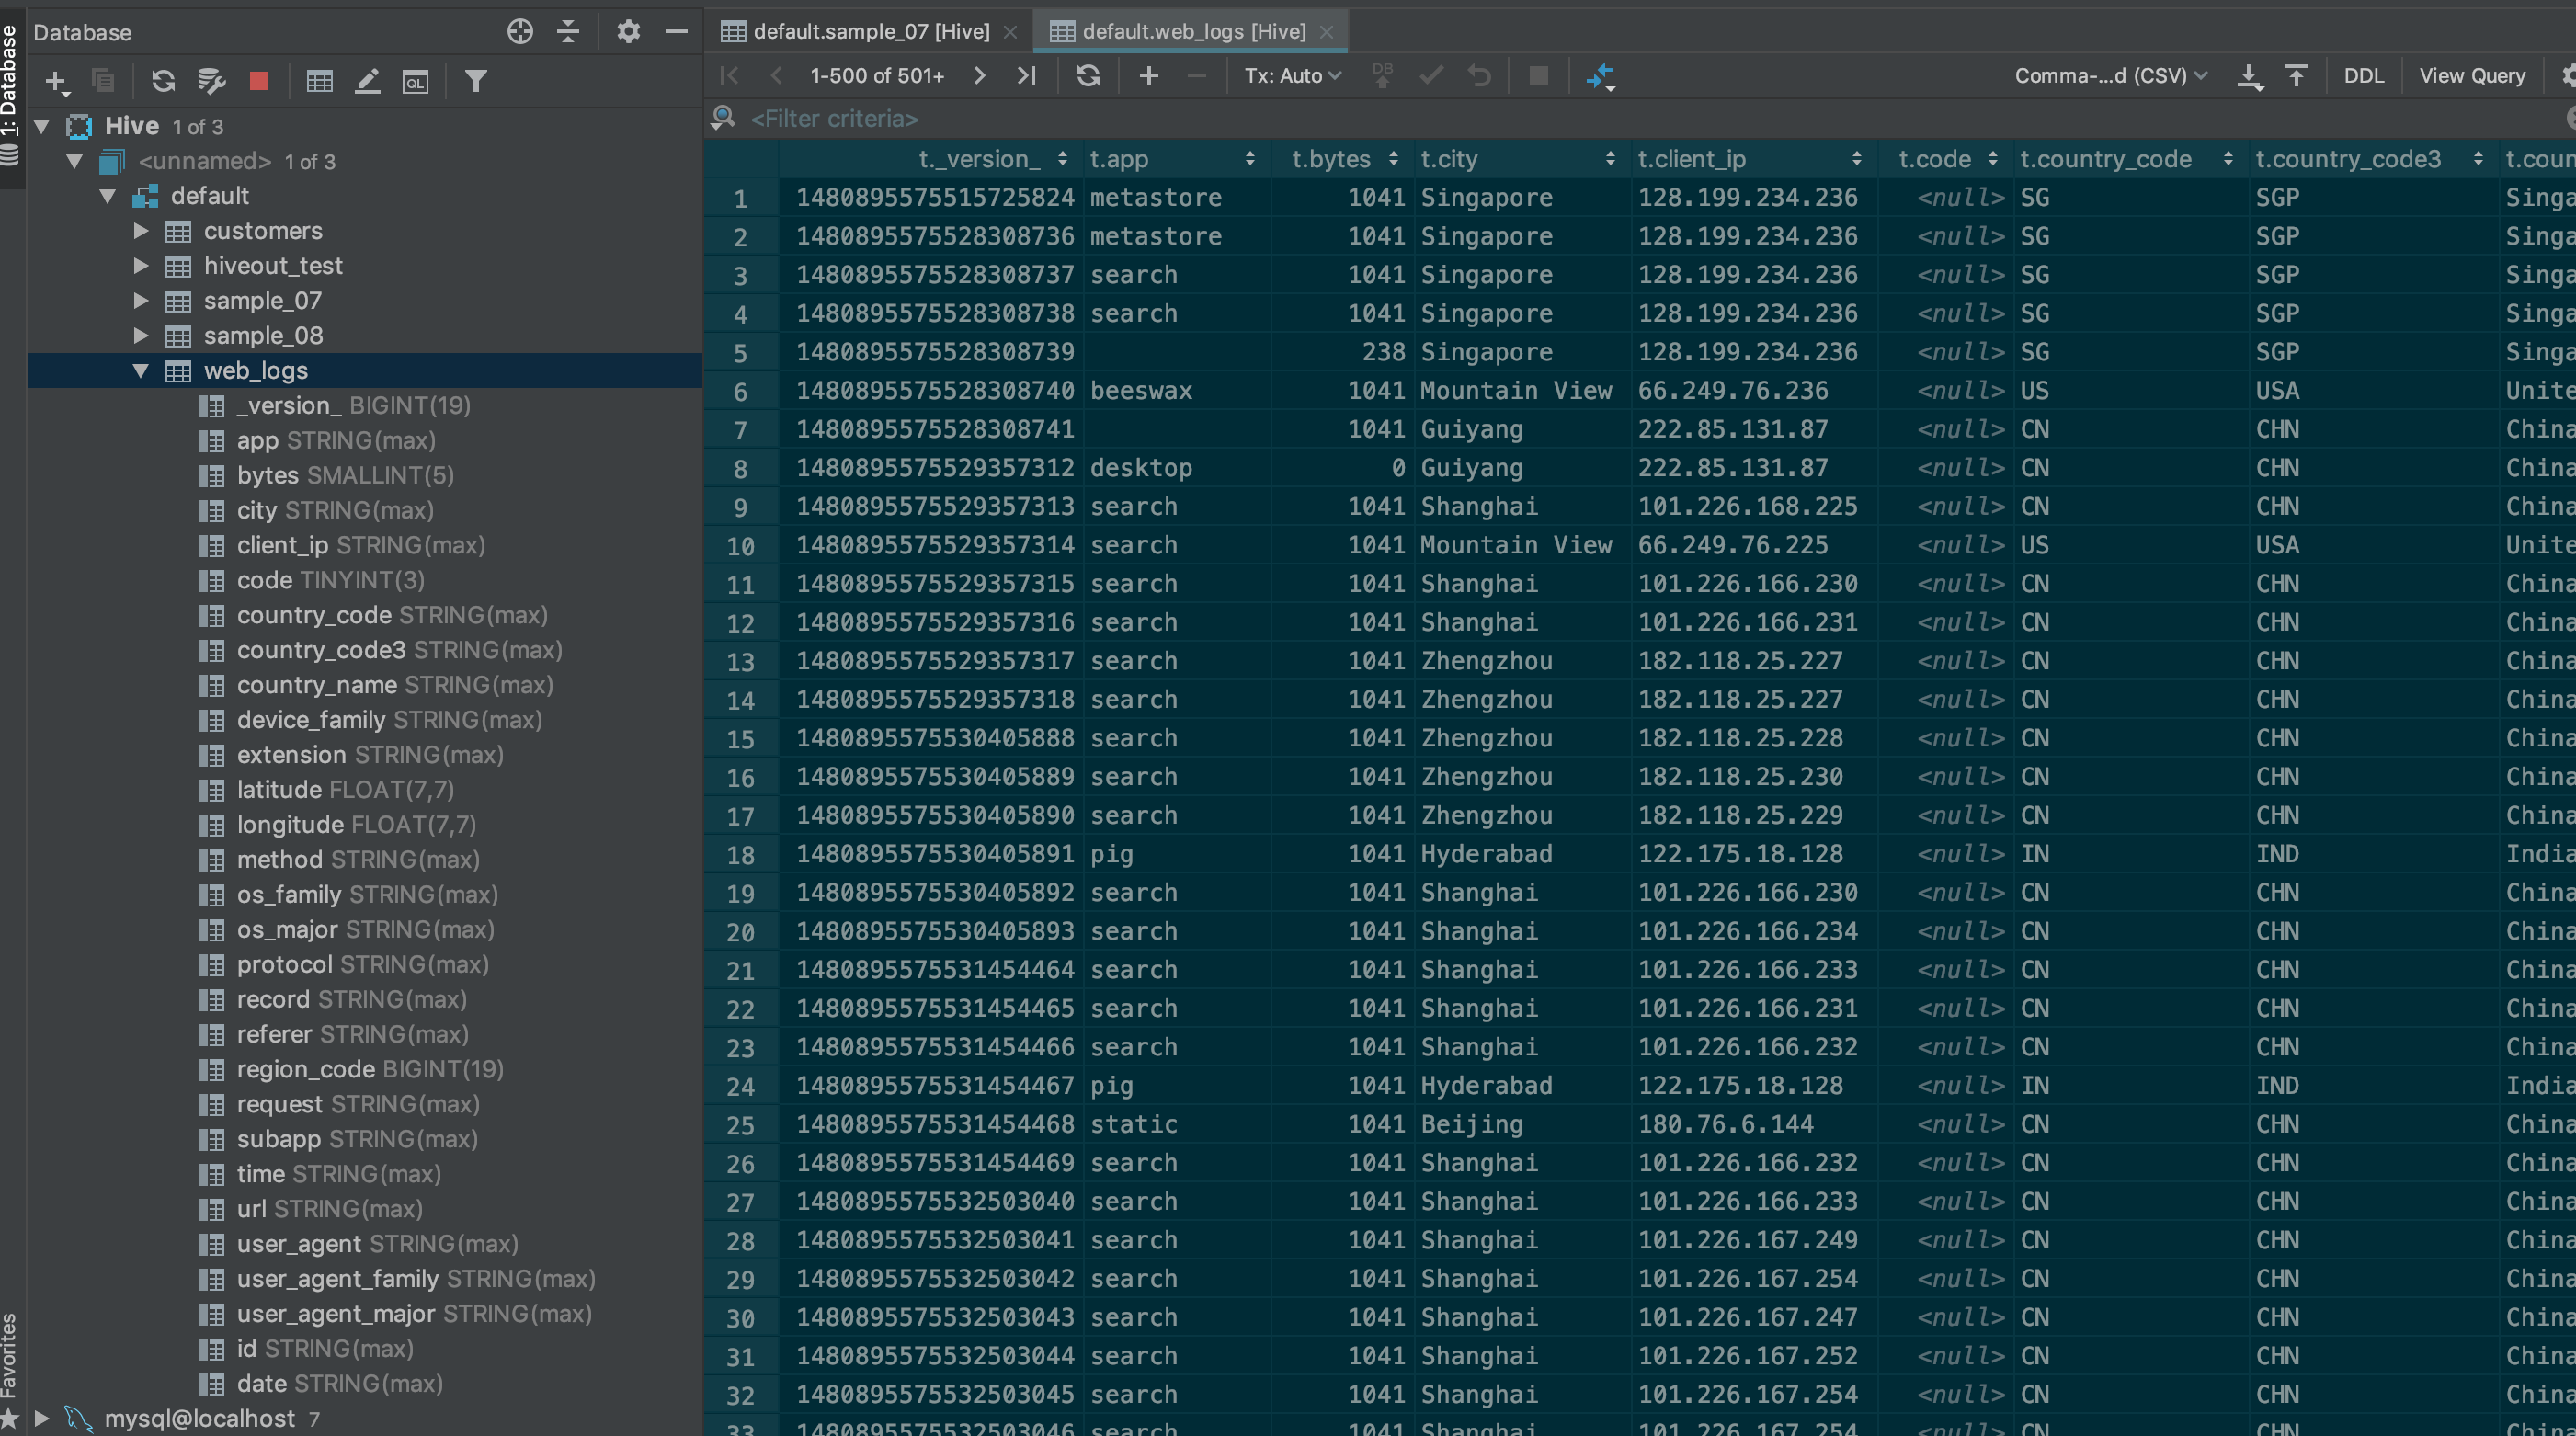 1: Database
Favorites
Database
Hive 1 of 3
<unnamed> 1 of 3
default
customers
hiveout_test
sample_07
sample_08
web_logs
_version_ BIGINT(19)
app STRING(max)
bytes SMALLINT(5)
city STRING(max)
client_ip STRING(max)
code TINYINT(3)
country_code STRING(max)
country_code3 STRING(max)
country_name STRING(max)
device_family STRING(max)
extension STRING(max)
latitude FLOAT(7,7)
longitude FLOAT(7,7)
method STRING(max)
os_family STRING(max)
os_major STRING(max)
protocol STRING(max)
record STRING(max)
referer STRING(max)
region_code BIGINT(19)
request STRING(max)
subapp STRING(max)
time STRING(max)
url STRING(max)
user_agent STRING(max)
user_agent_family STRING(max)
user_agent_major STRING(max)
id STRING(max)
date STRING(max)
mysql@localhost 7
default.sample_07 [Hive] default.web_logs [Hive]
1-500 of 501+ Tx: Auto DB Comma-...d (CSV) DDL View Query
<Filter criteria>
t._version_ t.app t.bytes t.city t.client_ip t.code t.country_code t.country_code3 t.coun
1 1480895575515725824 metastore 1041 Singapore 128.199.234.236 <null> SG SGP Singa
2 1480895575528308736 metastore 1041 Singapore 128.199.234.236 <null> SG SGP Singa
3 1480895575528308737 search 1041 Singapore 128.199.234.236 <null> SG SGP Singa
4 1480895575528308738 search 1041 Singapore 128.199.234.236 <null> SG SGP Singa
5 1480895575528308739 238 Singapore 128.199.234.236 <null> SG SGP Singa
6 1480895575528308740 beeswax 1041 Mountain View 66.249.76.236 <null> US USA Unite
7 1480895575528308741 1041 Guiyang 222.85.131.87 <null> CN CHN China
8 1480895575529357312 desktop 0 Guiyang 222.85.131.87 <null> CN CHN China
9 1480895575529357313 search 1041 Shanghai 101.226.168.225 <null> CN CHN China
10 1480895575529357314 search 1041 Mountain View 66.249.76.225 <null> US USA Unite
11 1480895575529357315 search 1041 Shanghai 101.226.166.230 <null> CN CHN China
12 1480895575529357316 search 1041 Shanghai 101.226.166.231 <null> CN CHN China
13 1480895575529357317 search 1041 Zhengzhou 182.118.25.227 <null> CN CHN China
14 1480895575529357318 search 1041 Zhengzhou 182.118.25.227 <null> CN CHN China
15 1480895575530405888 search 1041 Zhengzhou 182.118.25.228 <null> CN CHN China
16 1480895575530405889 search 1041 Zhengzhou 182.118.25.230 <null> CN CHN China
17 1480895575530405890 search 1041 Zhengzhou 182.118.25.229 <null> CN CHN China
18 1480895575530405891 pig 1041 Hyderabad 122.175.18.128 <null> IN IND India
19 1480895575530405892 search 1041 Shanghai 101.226.166.230 <null> CN CHN China
20 1480895575530405893 search 1041 Shanghai 101.226.166.234 <null> CN CHN China
21 1480895575531454464 search 1041 Shanghai 101.226.166.233 <null> CN CHN China
22 1480895575531454465 search 1041 Shanghai 101.226.166.231 <null> CN CHN China
23 1480895575531454466 search 1041 Shanghai 101.226.166.232 <null> CN CHN China
24 1480895575531454467 pig 1041 Hyderabad 122.175.18.128 <null> IN IND India
25 1480895575531454468 static 1041 Beijing 180.76.6.144 <null> CN CHN China
26 1480895575531454469 search 1041 Shanghai 101.226.166.232 <null> CN CHN China
27 1480895575532503040 search 1041 Shanghai 101.226.166.233 <null> CN CHN China
28 1480895575532503041 search 1041 Shanghai 101.226.167.249 <null> CN CHN China
29 1480895575532503042 search 1041 Shanghai 101.226.167.254 <null> CN CHN China
30 1480895575532503043 search 1041 Shanghai 101.226.167.247 <null> CN CHN China
31 1480895575532503044 search 1041 Shanghai 101.226.167.252 <null> CN CHN China
32 1480895575532503045 search 1041 Shanghai 101.226.167.254 <null> CN CHN China
33 1480895575532503046 search 1041 Shanghai 101.226.167.254 <null> CN CHN China